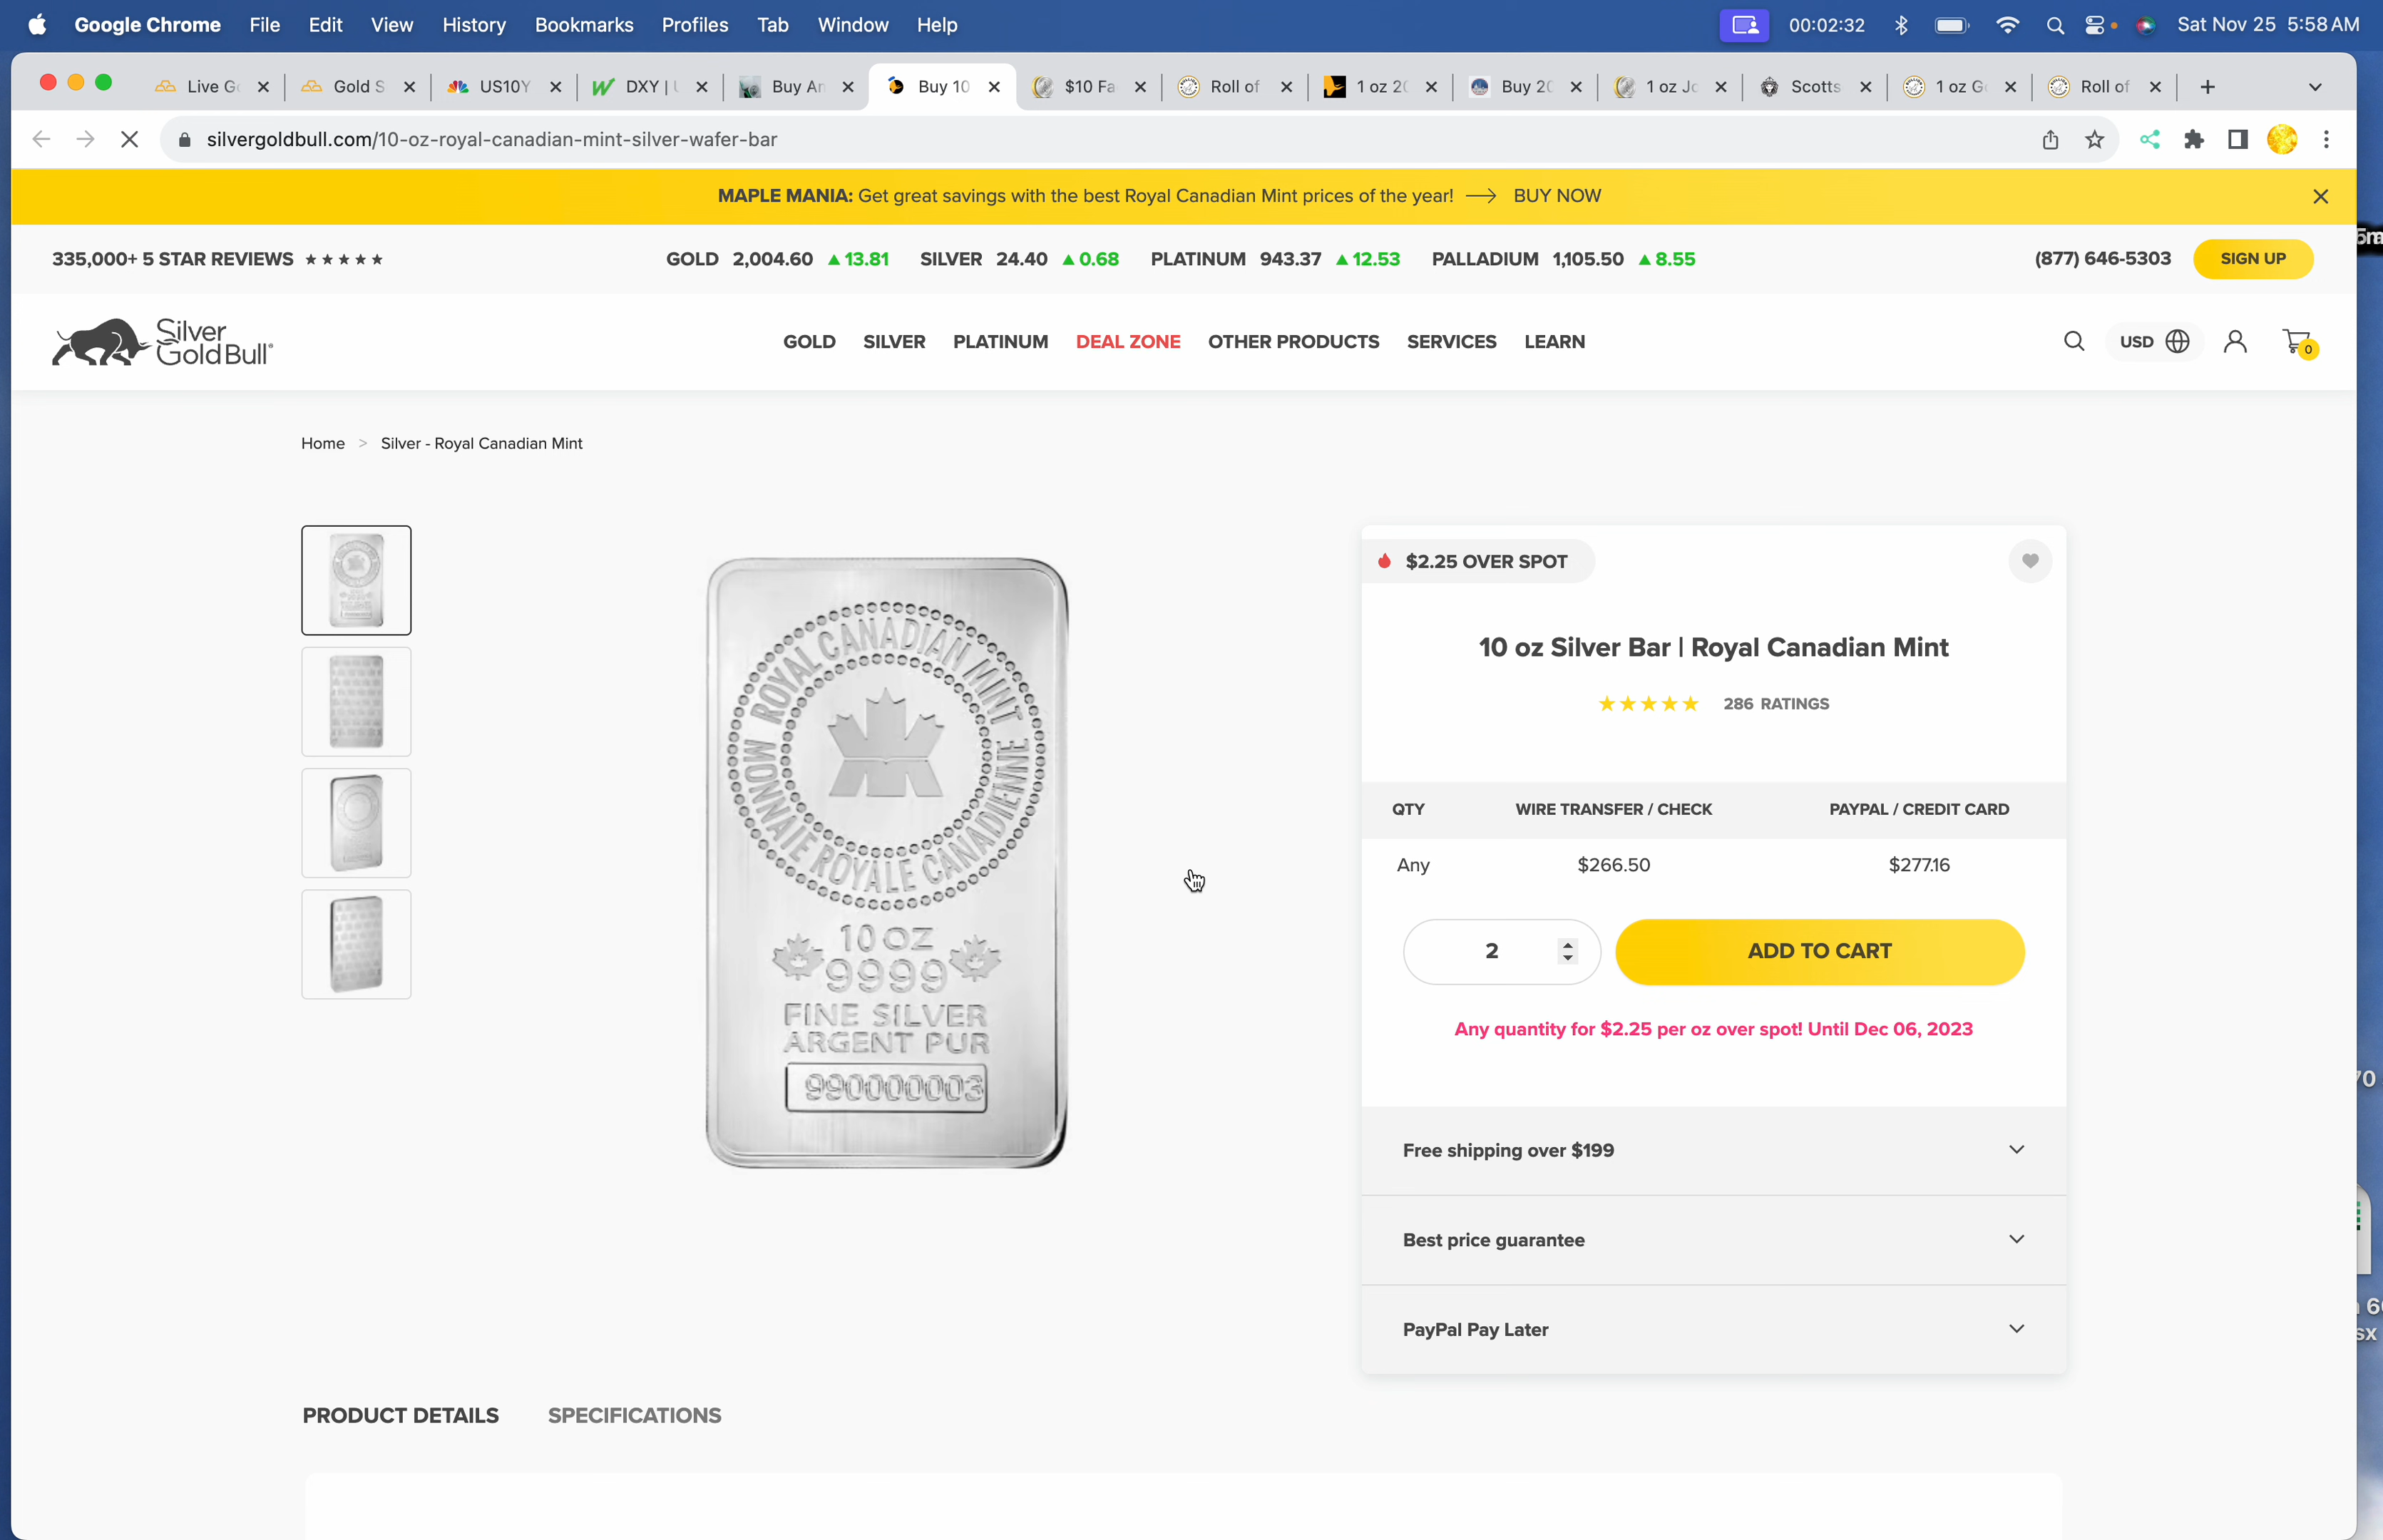 Google Chrome File Edit View History Bookmarks Profiles Tab Window Help 00:02:32 Sat Nov 25 5:58 AM
Live Gc Gold S US10Y DXY | U Buy An Buy 10 $10 Fa Roll of 1 oz 20 Buy 20 1 oz Jo Scotts 1 oz G Roll of
silvergoldbull.com/10-oz-royal-canadian-mint-silver-wafer-bar
MAPLE MANIA: Get great savings with the best Royal Canadian Mint prices of the year! → BUY NOW
335,000+ 5 STAR REVIEWS ★★★★★ GOLD 2,004.60 ▲13.81 SILVER 24.40 ▲0.68 PLATINUM 943.37 ▲12.53 PALLADIUM 1,105.50 ▲8.55 (877) 646-5303 SIGN UP
Silver
Gold Bull®
GOLD SILVER PLATINUM DEAL ZONE OTHER PRODUCTS SERVICES LEARN USD 0
Home > Silver - Royal Canadian Mint
ROYAL CANADIAN MINT
MONNAIE ROYALE CANADIENNE
10 OZ
9999
FINE SILVER
ARGENT PUR
990000003
$2.25 OVER SPOT
10 oz Silver Bar | Royal Canadian Mint
★★★★★ 286 RATINGS
QTY WIRE TRANSFER / CHECK PAYPAL / CREDIT CARD
Any $266.50 $277.16
2 ADD TO CART
Any quantity for $2.25 per oz over spot! Until Dec 06, 2023
Free shipping over $199
Best price guarantee
PayPal Pay Later
PRODUCT DETAILS SPECIFICATIONS